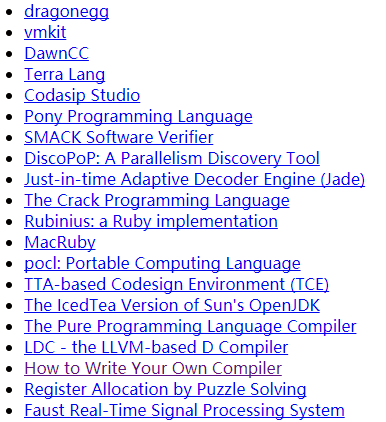 dragonegg
vmkit
DawnCC
Terra Lang
Codasip Studio
Pony Programming Language
SMACK Software Verifier
DiscoPoP: A Parallelism Discovery Tool
Just-in-time Adaptive Decoder Engine (Jade)
The Crack Programming Language
Rubinius: a Ruby implementation
MacRuby
pocl: Portable Computing Language
TTA-based Codesign Environment (TCE)
The IcedTea Version of Sun's OpenJDK
The Pure Programming Language Compiler
LDC - the LLVM-based D Compiler
How to Write Your Own Compiler
Register Allocation by Puzzle Solving
Faust Real-Time Signal Processing System